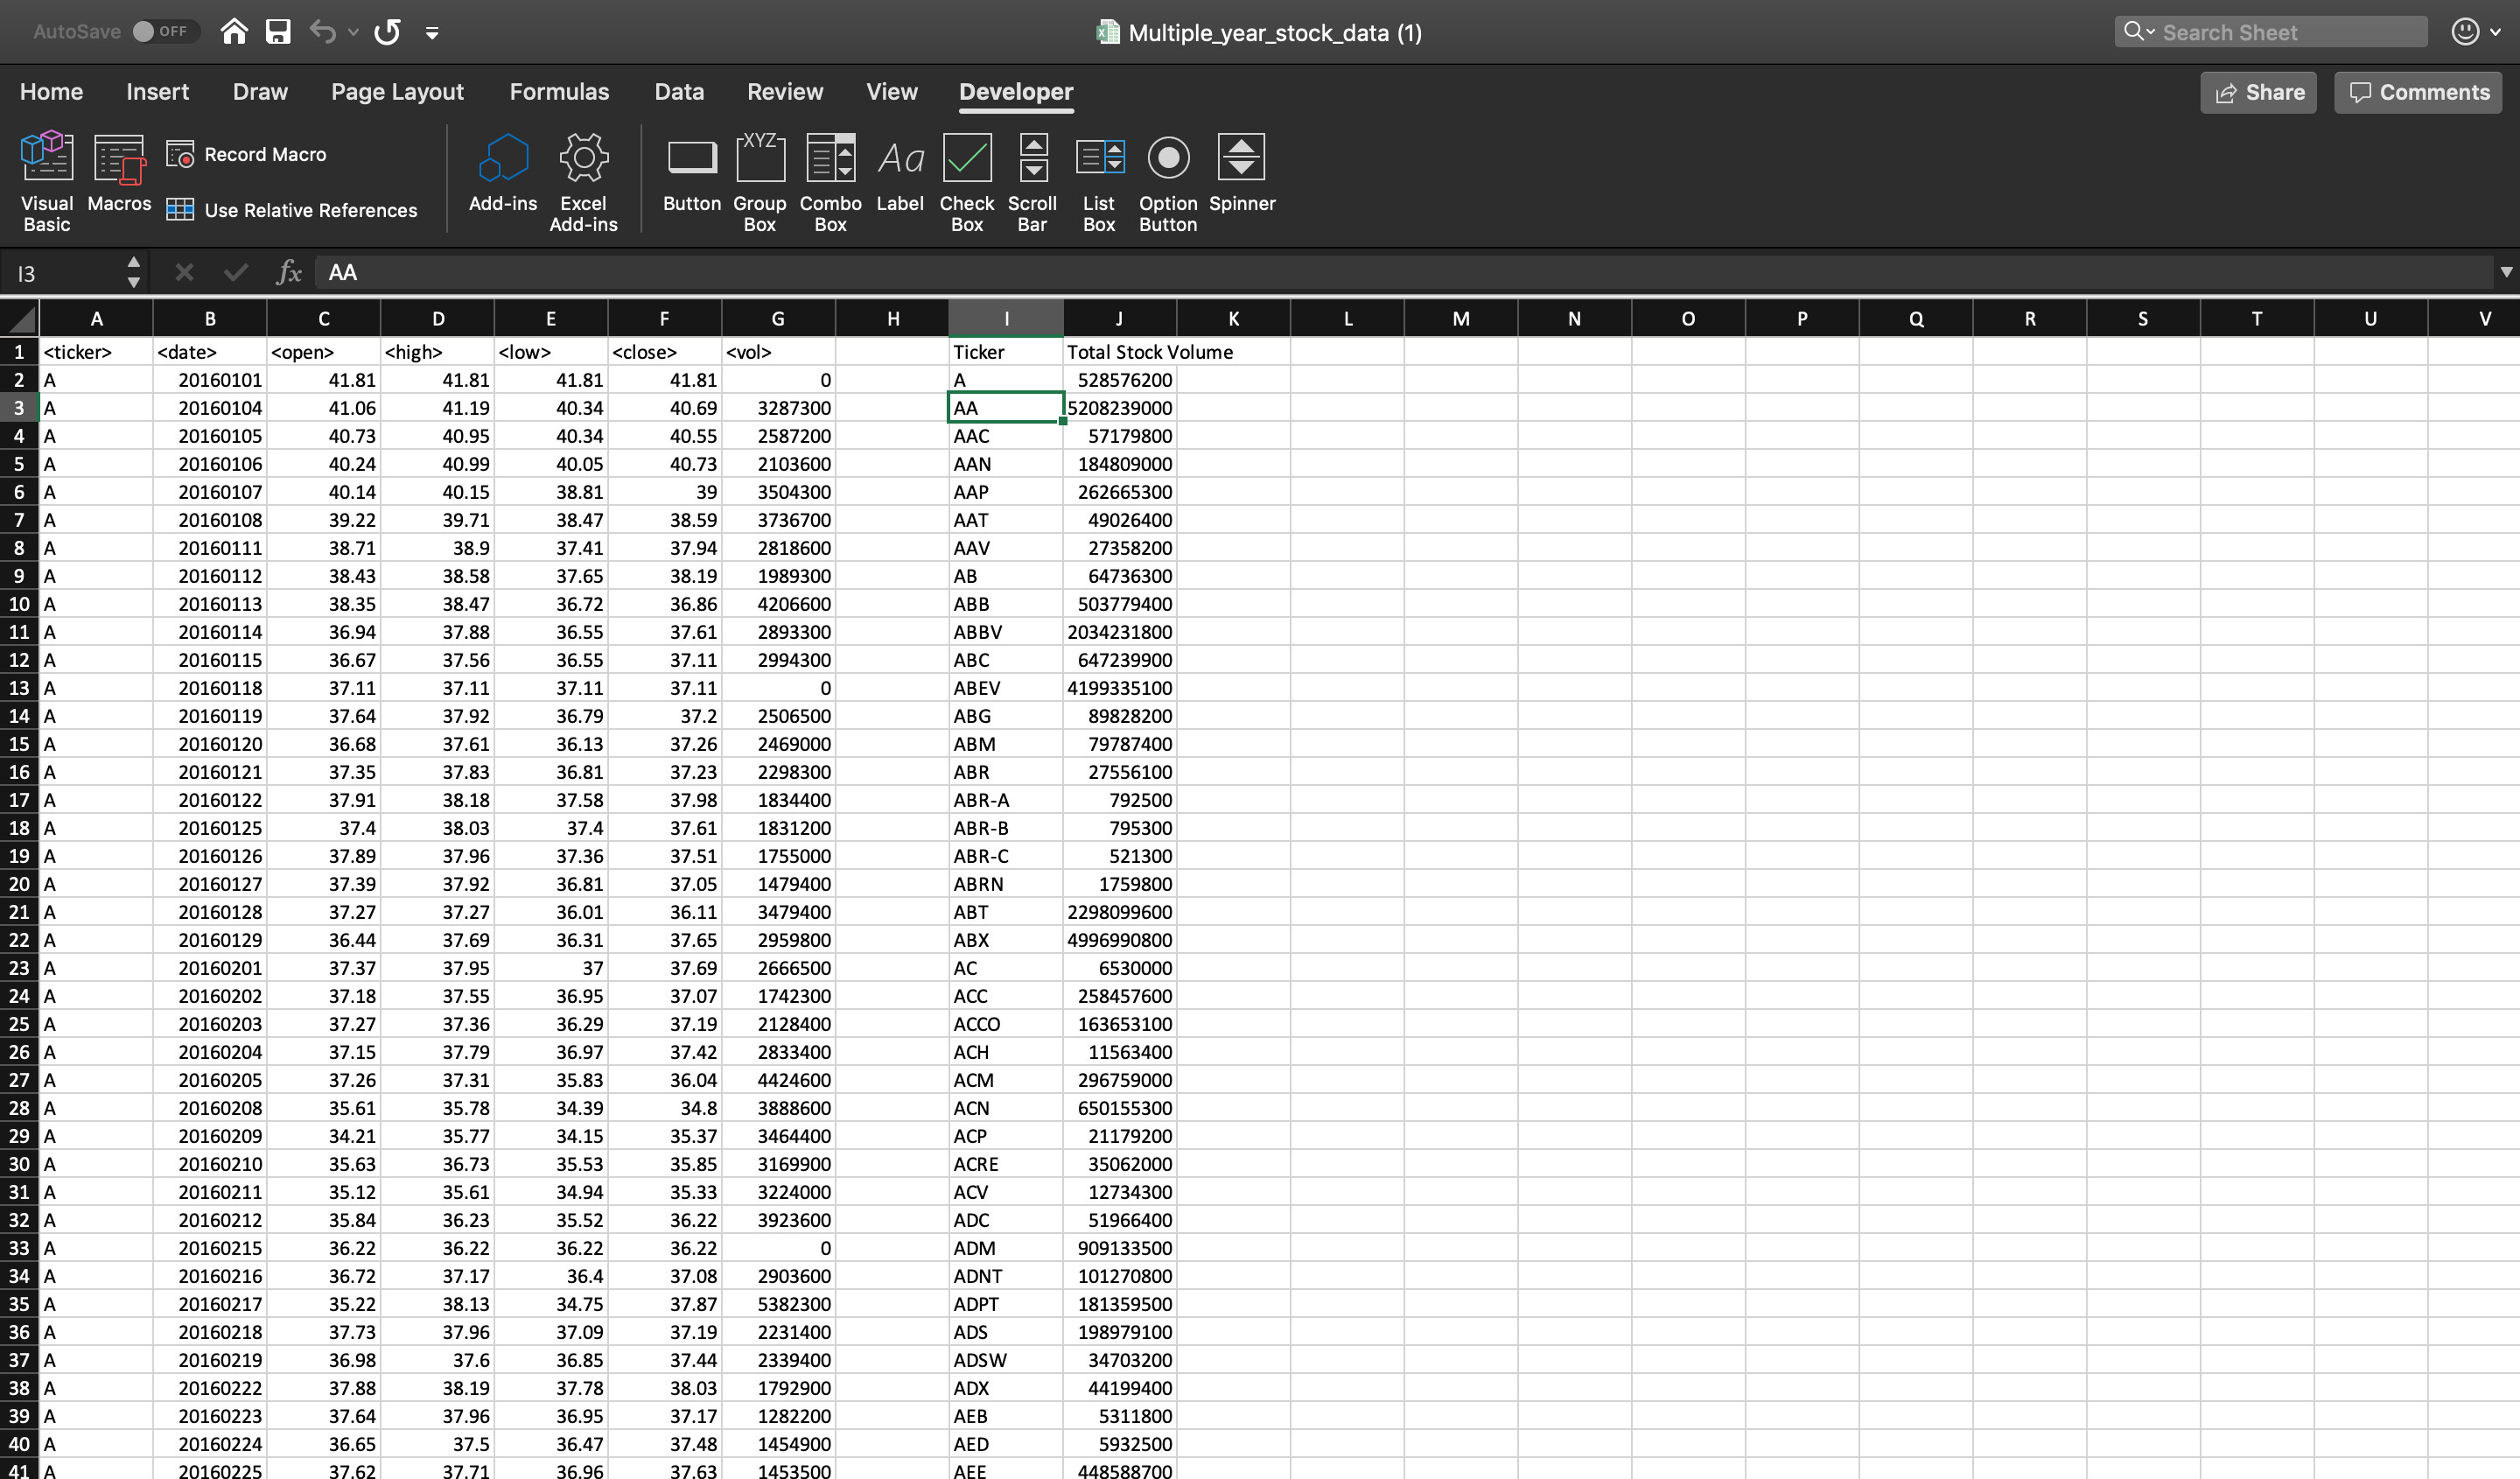 AutoSave OFF Multiple_year_stock_data (1) Search Sheet
Home Insert Draw Page Layout Formulas Data Review View Developer Share Comments
Visual Basic Macros Record Macro Use Relative References Add-ins Excel Add-ins Button XYZ Group Box Combo Box Aa Label Check Box Scroll Bar List Box Option Button Spinner
I3 fx AA
A B C D E F G H I J K L M N O P Q R S T U V
1 <ticker> <date> <open> <high> <low> <close> <vol> Ticker Total Stock Volume
2 A 20160101 41.81 41.81 41.81 41.81 0 A 528576200
3 A 20160104 41.06 41.19 40.34 40.69 3287300 AA 5208239000
4 A 20160105 40.73 40.95 40.34 40.55 2587200 AAC 57179800
5 A 20160106 40.24 40.99 40.05 40.73 2103600 AAN 184809000
6 A 20160107 40.14 40.15 38.81 39 3504300 AAP 262665300
7 A 20160108 39.22 39.71 38.47 38.59 3736700 AAT 49026400
8 A 20160111 38.71 38.9 37.41 37.94 2818600 AAV 27358200
9 A 20160112 38.43 38.58 37.65 38.19 1989300 AB 64736300
10 A 20160113 38.35 38.47 36.72 36.86 4206600 ABB 503779400
11 A 20160114 36.94 37.88 36.55 37.61 2893300 ABBV 2034231800
12 A 20160115 36.67 37.56 36.55 37.11 2994300 ABC 647239900
13 A 20160118 37.11 37.11 37.11 37.11 0 ABEV 4199335100
14 A 20160119 37.64 37.92 36.79 37.2 2506500 ABG 89828200
15 A 20160120 36.68 37.61 36.13 37.26 2469000 ABM 79787400
16 A 20160121 37.35 37.83 36.81 37.23 2298300 ABR 27556100
17 A 20160122 37.91 38.18 37.58 37.98 1834400 ABR-A 792500
18 A 20160125 37.4 38.03 37.4 37.61 1831200 ABR-B 795300
19 A 20160126 37.89 37.96 37.36 37.51 1755000 ABR-C 521300
20 A 20160127 37.39 37.92 36.81 37.05 1479400 ABRN 1759800
21 A 20160128 37.27 37.27 36.01 36.11 3479400 ABT 2298099600
22 A 20160129 36.44 37.69 36.31 37.65 2959800 ABX 4996990800
23 A 20160201 37.37 37.95 37 37.69 2666500 AC 6530000
24 A 20160202 37.18 37.55 36.95 37.07 1742300 ACC 258457600
25 A 20160203 37.27 37.36 36.29 37.19 2128400 ACCO 163653100
26 A 20160204 37.15 37.79 36.97 37.42 2833400 ACH 11563400
27 A 20160205 37.26 37.31 35.83 36.04 4424600 ACM 296759000
28 A 20160208 35.61 35.78 34.39 34.8 3888600 ACN 650155300
29 A 20160209 34.21 35.77 34.15 35.37 3464400 ACP 21179200
30 A 20160210 35.63 36.73 35.53 35.85 3169900 ACRE 35062000
31 A 20160211 35.12 35.61 34.94 35.33 3224000 ACV 12734300
32 A 20160212 35.84 36.23 35.52 36.22 3923600 ADC 51966400
33 A 20160215 36.22 36.22 36.22 36.22 0 ADM 909133500
34 A 20160216 36.72 37.17 36.4 37.08 2903600 ADNT 101270800
35 A 20160217 35.22 38.13 34.75 37.87 5382300 ADPT 181359500
36 A 20160218 37.73 37.96 37.09 37.19 2231400 ADS 198979100
37 A 20160219 36.98 37.6 36.85 37.44 2339400 ADSW 34703200
38 A 20160222 37.88 38.19 37.78 38.03 1792900 ADX 44199400
39 A 20160223 37.64 37.96 36.95 37.17 1282200 AEB 5311800
40 A 20160224 36.65 37.5 36.47 37.48 1454900 AED 5932500
41 A 20160225 37.62 37.71 36.96 37.63 1453500 AEE 448588700